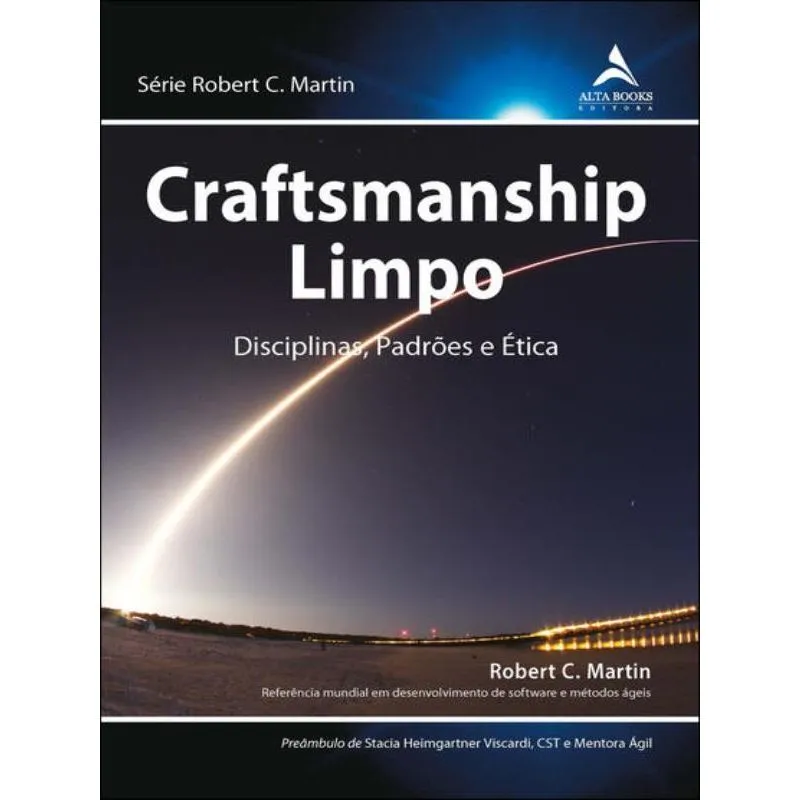 Série Robert C. Martin
ALTA BOOKS
EDITORA
Craftsmanship
Limpo
Disciplinas, Padrões e Ética
Robert C. Martin
Referência mundial em desenvolvimento de software e métodos ágeis
Preâmbulo de Stacia Heimgartner Viscardi, CST e Mentora Ágil